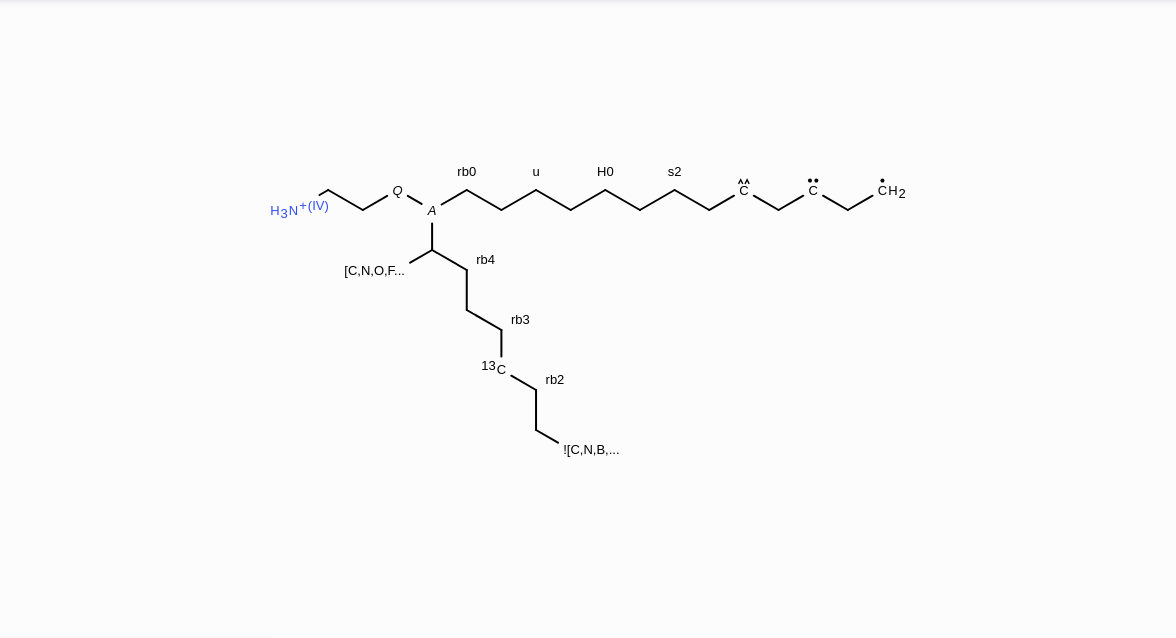 rb0 u H0 s2
H3N+(IV) Q A C C CH2
rb4
[C,N,O,F...
rb3
13C
rb2
![C,N,B,...